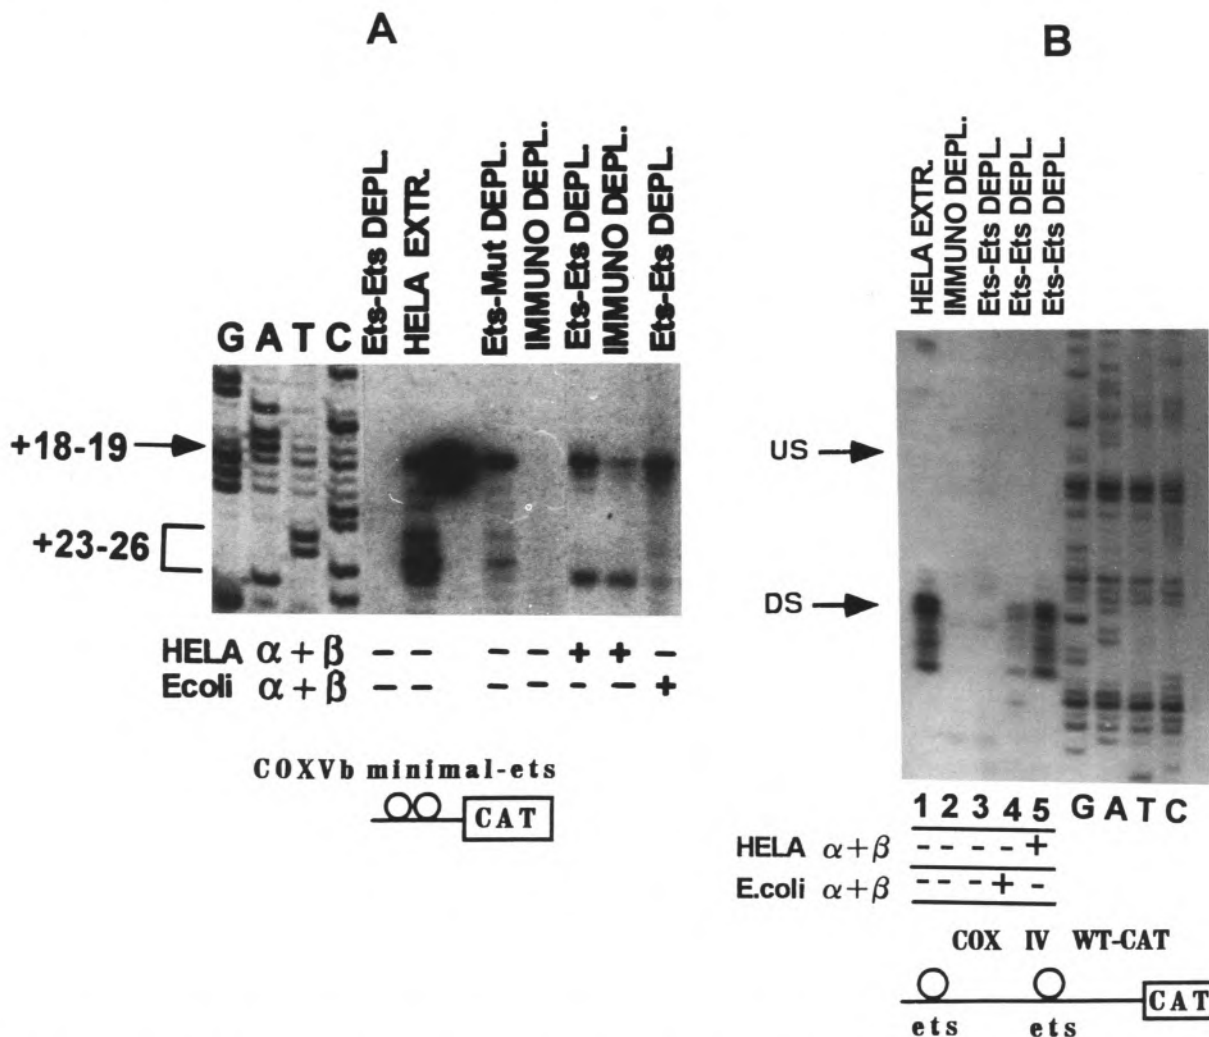 A
Ets-Ets DEPL.
HELA EXTR.
Ets-Mut DEPL.
IMMUNO DEPL.
Ets-Ets DEPL.
IMMUNO DEPL.
Ets-Ets DEPL.
G A T C
+18-19
+23-26
HELA α + β – – – – + + –
Ecoli α + β – – – – – – +
COXVb minimal-ets
CAT
B
HELA EXTR.
IMMUNO DEPL.
Ets-Ets DEPL.
Ets-Ets DEPL.
Ets-Ets DEPL.
US
DS
1 2 3 4 5 G A T C
HELA α+β - - - - +
E.coli α+β - - - + -
COX IV WT-CAT
CAT
ets ets